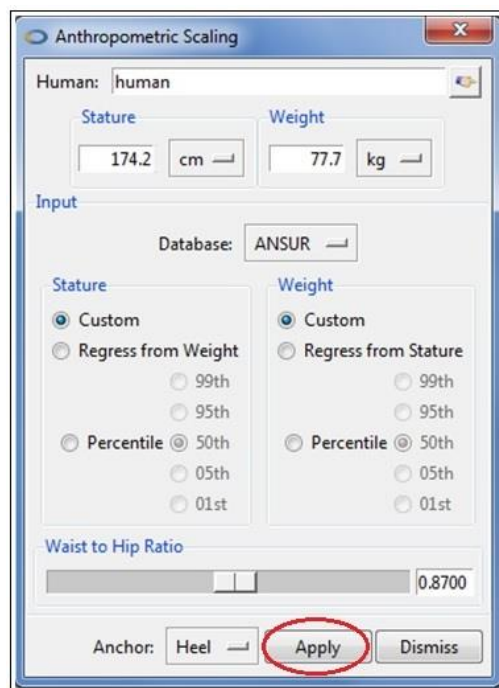 Anthropometric Scaling
Human: human
Stature Weight
174.2 cm 77.7 kg
Input
Database: ANSUR
Stature Weight
Custom Custom
Regress from Weight Regress from Stature
99th 99th
95th 95th
Percentile 50th Percentile 50th
05th 05th
01st 01st
Waist to Hip Ratio
0.8700
Anchor: Heel Apply Dismiss